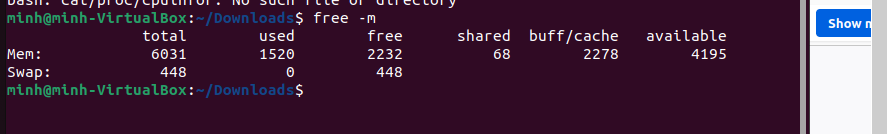 bash: cat/proc/cpuinfor: No such file or directory
minh@minh-VirtualBox:~/Downloads$ free -m
total used free shared buff/cache available
Mem: 6031 1520 2232 68 2278 4195
Swap: 448 0 448
minh@minh-VirtualBox:~/Downloads$
Show